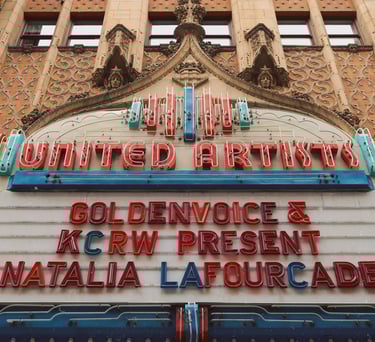 UNITED ARTISTS
GOLDENVOICE &
KCRW PRESENT
NATALIA LAFOURCADE